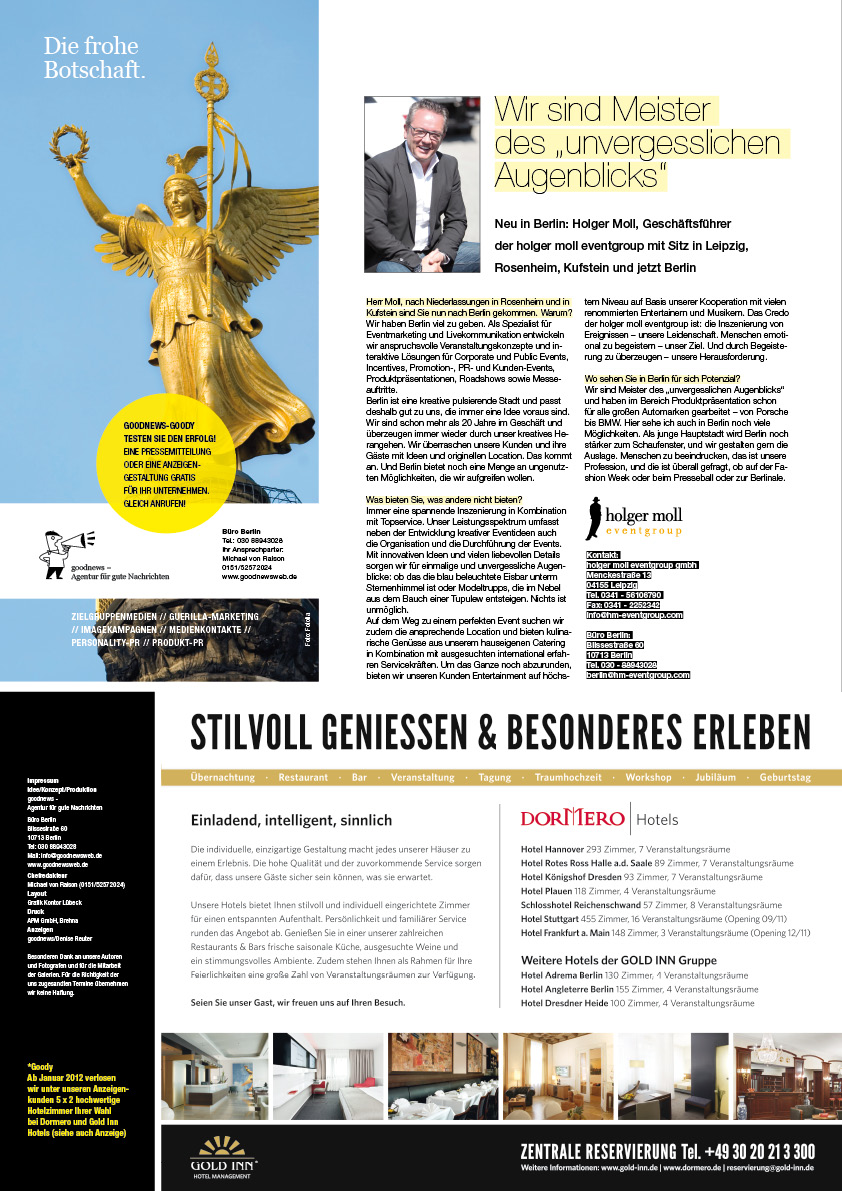 Die frohe
Botschaft.
GOODNEWS-GOODY
TESTEN SIE DEN ERFOLG!
EINE PRESSEMITTEILUNG
ODER EINE ANZEIGEN-
GESTALTUNG GRATIS
FÜR IHR UNTERNEHMEN.
GLEICH ANRUFEN!
goodnews –
Agentur für gute Nachrichten
Büro Berlin
Tel.: 030 88943028
Ihr Ansprechparter:
Michael von Raison
0151/52572024
www.goodnewsweb.de
ZIELGRUPPENMEDIEN // GUERILLA-MARKETING
// IMAGEKAMPAGNEN // MEDIENKONTAKTE //
PERSONALITY-PR // PRODUKT-PR
Foto: Fotolia
Wir sind Meister
des „unvergesslichen
Augenblicks“
Neu in Berlin: Holger Moll, Geschäftsführer
der holger moll eventgroup mit Sitz in Leipzig,
Rosenheim, Kufstein und jetzt Berlin
Herr Moll, nach Niederlassungen in Rosenheim und in
Kufstein sind Sie nun nach Berlin gekommen. Warum?
Wir haben Berlin viel zu geben. Als Spezialist für
Eventmarketing und Livekommunikation entwickeln
wir anspruchsvolle Veranstaltungskonzepte und in-
teraktive Lösungen für Corporate und Public Events,
Incentives, Promotion-, PR- und Kunden-Events,
Produktpräsentationen, Roadshows sowie Messe-
auftritte.
Berlin ist eine kreative pulsierende Stadt und passt
deshalb gut zu uns, die immer eine Idee voraus sind.
Wir sind schon mehr als 20 Jahre im Geschäft und
überzeugen immer wieder durch unser kreatives He-
rangehen. Wir überraschen unsere Kunden und ihre
Gäste mit Ideen und originellen Location. Das kommt
an. Und Berlin bietet noch eine Menge an ungenutz-
ten Möglichkeiten, die wir aufgreifen wollen.
Was bieten Sie, was andere nicht bieten?
Immer eine spannende Inszenierung in Kombination
mit Topservice. Unser Leistungsspektrum umfasst
neben der Entwicklung kreativer Eventideen auch
die Organisation und die Durchführung der Events.
Mit innovativen Ideen und vielen liebevollen Details
sorgen wir für einmalige und unvergessliche Augen-
blicke: ob das die blau beleuchtete Eisbar unterm
Sternenhimmel ist oder Modeltrupps, die im Nebel
aus dem Bauch einer Tupulew entsteigen. Nichts ist
unmöglich.
Auf dem Weg zu einem perfekten Event suchen wir
zudem die ansprechende Location und bieten kulina-
rische Genüsse aus unserem hauseigenen Catering
in Kombination mit ausgesuchten international erfah-
ren Servicekräften. Um das Ganze noch abzurunden,
bieten wir unseren Kunden Entertainment auf höchs-
tem Niveau auf Basis unserer Kooperation mit vielen
renommierten Entertainern und Musikern. Das Credo
der holger moll eventgroup ist: die Inszenierung von
Ereignissen – unsere Leidenschaft. Menschen emoti-
onal zu begeistern – unser Ziel. Und durch Begeiste-
rung zu überzeugen – unsere Herausforderung.
Wo sehen Sie in Berlin für sich Potenzial?
Wir sind Meister des „unvergesslichen Augenblicks“
und haben im Bereich Produktpräsentation schon
für alle großen Automarken gearbeitet – von Porsche
bis BMW. Hier sehe ich auch in Berlin noch viele
Möglichkeiten. Als junge Hauptstadt wird Berlin noch
stärker zum Schaufenster, und wir gestalten gern die
Auslage. Menschen zu beeindrucken, das ist unsere
Profession, und die ist überall gefragt, ob auf der Fa-
shion Week oder beim Presseball oder zur Berlinale.
holger moll
eventgroup
Kontakt:
holger moll eventgroup gmbh
Menckestraße 13
04155 Leipzig
Tel. 0341 - 56106790
Fax: 0341 - 2252342
info@hm-eventgroup.com
Büro Berlin:
Blissestraße 60
10713 Berlin
Tel. 030 - 88943028
berlin@hm-eventgroup.com
Impressum
Idee/Konzept/Produktion
goodnews -
Agentur für gute Nachrichten
Büro Berlin
Blissestraße 60
10713 Berlin
Tel: 030 88943028
Mail: info@goodnewsweb.de
www.goodnewsweb.de
Chefredakteur
Michael von Raison (0151/52572024)
Layout
Grafik Kontor Lübeck
Druck
APM GmbH, Brehna
Anzeigen
goodnews/Denise Reuter
Besonderen Dank an unsere Autoren
und Fotografen und für die Mitarbeit
der Galerien. Für die Richtigkeit der
uns zugesandten Termine übernehmen
wir keine Haftung.
*Goody
Ab Januar 2012 verlosen
wir unter unseren Anzeigen-
kunden 5 x 2 hochwertige
Hotelzimmer Ihrer Wahl
bei Dormero und Gold Inn
Hotels (siehe auch Anzeige)
STILVOLL GENIESSEN & BESONDERES ERLEBEN
Übernachtung · Restaurant · Bar · Veranstaltung · Tagung · Traumhochzeit · Workshop · Jubiläum · Geburtstag
Einladend, intelligent, sinnlich
Die individuelle, einzigartige Gestaltung macht jedes unserer Häuser zu
einem Erlebnis. Die hohe Qualität und der zuvorkommende Service sorgen
dafür, dass unsere Gäste sicher sein können, was sie erwartet.
Unsere Hotels bietet Ihnen stilvoll und individuell eingerichtete Zimmer
für einen entspannten Aufenthalt. Persönlichkeit und familiärer Service
runden das Angebot ab. Genießen Sie in einer unserer zahlreichen
Restaurants & Bars frische saisonale Küche, ausgesuchte Weine und
ein stimmungsvolles Ambiente. Zudem stehen Ihnen als Rahmen für Ihre
Feierlichkeiten eine große Zahl von Veranstaltungsräumen zur Verfügung.
Seien Sie unser Gast, wir freuen uns auf Ihren Besuch.
DORMERO Hotels
Hotel Hannover 293 Zimmer, 7 Veranstaltungsräume
Hotel Rotes Ross Halle a.d. Saale 89 Zimmer, 7 Veranstaltungsräume
Hotel Königshof Dresden 93 Zimmer, 7 Veranstaltungsräume
Hotel Plauen 118 Zimmer, 4 Veranstaltungsräume
Schlosshotel Reichenschwand 57 Zimmer, 8 Veranstaltungsräume
Hotel Stuttgart 455 Zimmer, 16 Veranstaltungsräume (Opening 09/11)
Hotel Frankfurt a. Main 148 Zimmer, 3 Veranstaltungsräume (Opening 12/11)
Weitere Hotels der GOLD INN Gruppe
Hotel Adrema Berlin 130 Zimmer, 4 Veranstaltungsräume
Hotel Angleterre Berlin 155 Zimmer, 4 Veranstaltungsräume
Hotel Dresdner Heide 100 Zimmer, 4 Veranstaltungsräume
GOLD INN
HOTEL MANAGEMENT
ZENTRALE RESERVIERUNG Tel. +49 30 20 21 3 300
Weitere Informationen: www.gold-inn.de | www.dormero.de | reservierung@gold-inn.de